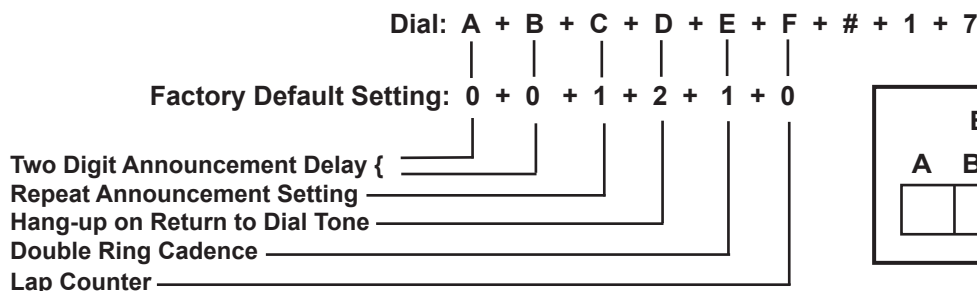 Dial: A + B + C + D + E + F + # + 1 + 7
Factory Default Setting: 0 + 0 + 1 + 2 + 1 + 0
Two Digit Announcement Delay {
Repeat Announcement Setting
Hang-up on Return to Dial Tone
Double Ring Cadence
Lap Counter
A B